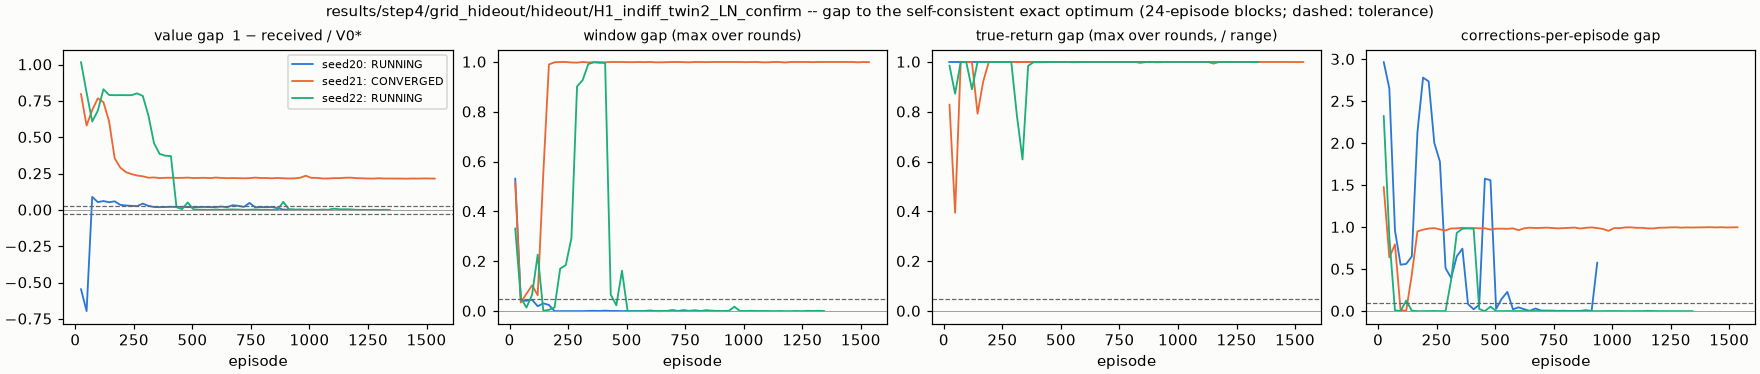 results/step4/grid_hideout/hideout/H1_indiff_twin2_LN_confirm -- gap to the self-consistent exact optimum (24-episode blocks; dashed: tolerance)
value gap 1 − received / V0*
1.00
0.75
0.50
0.25
0.00
−0.25
−0.50
−0.75
seed20: RUNNING
seed21: CONVERGED
seed22: RUNNING
0 250 500 750 1000 1250 1500
episode
window gap (max over rounds)
1.0
0.8
0.6
0.4
0.2
0.0
0 250 500 750 1000 1250 1500
episode
true-return gap (max over rounds, / range)
1.0
0.8
0.6
0.4
0.2
0.0
0 250 500 750 1000 1250 1500
episode
corrections-per-episode gap
3.0
2.5
2.0
1.5
1.0
0.5
0.0
0 250 500 750 1000 1250 1500
episode